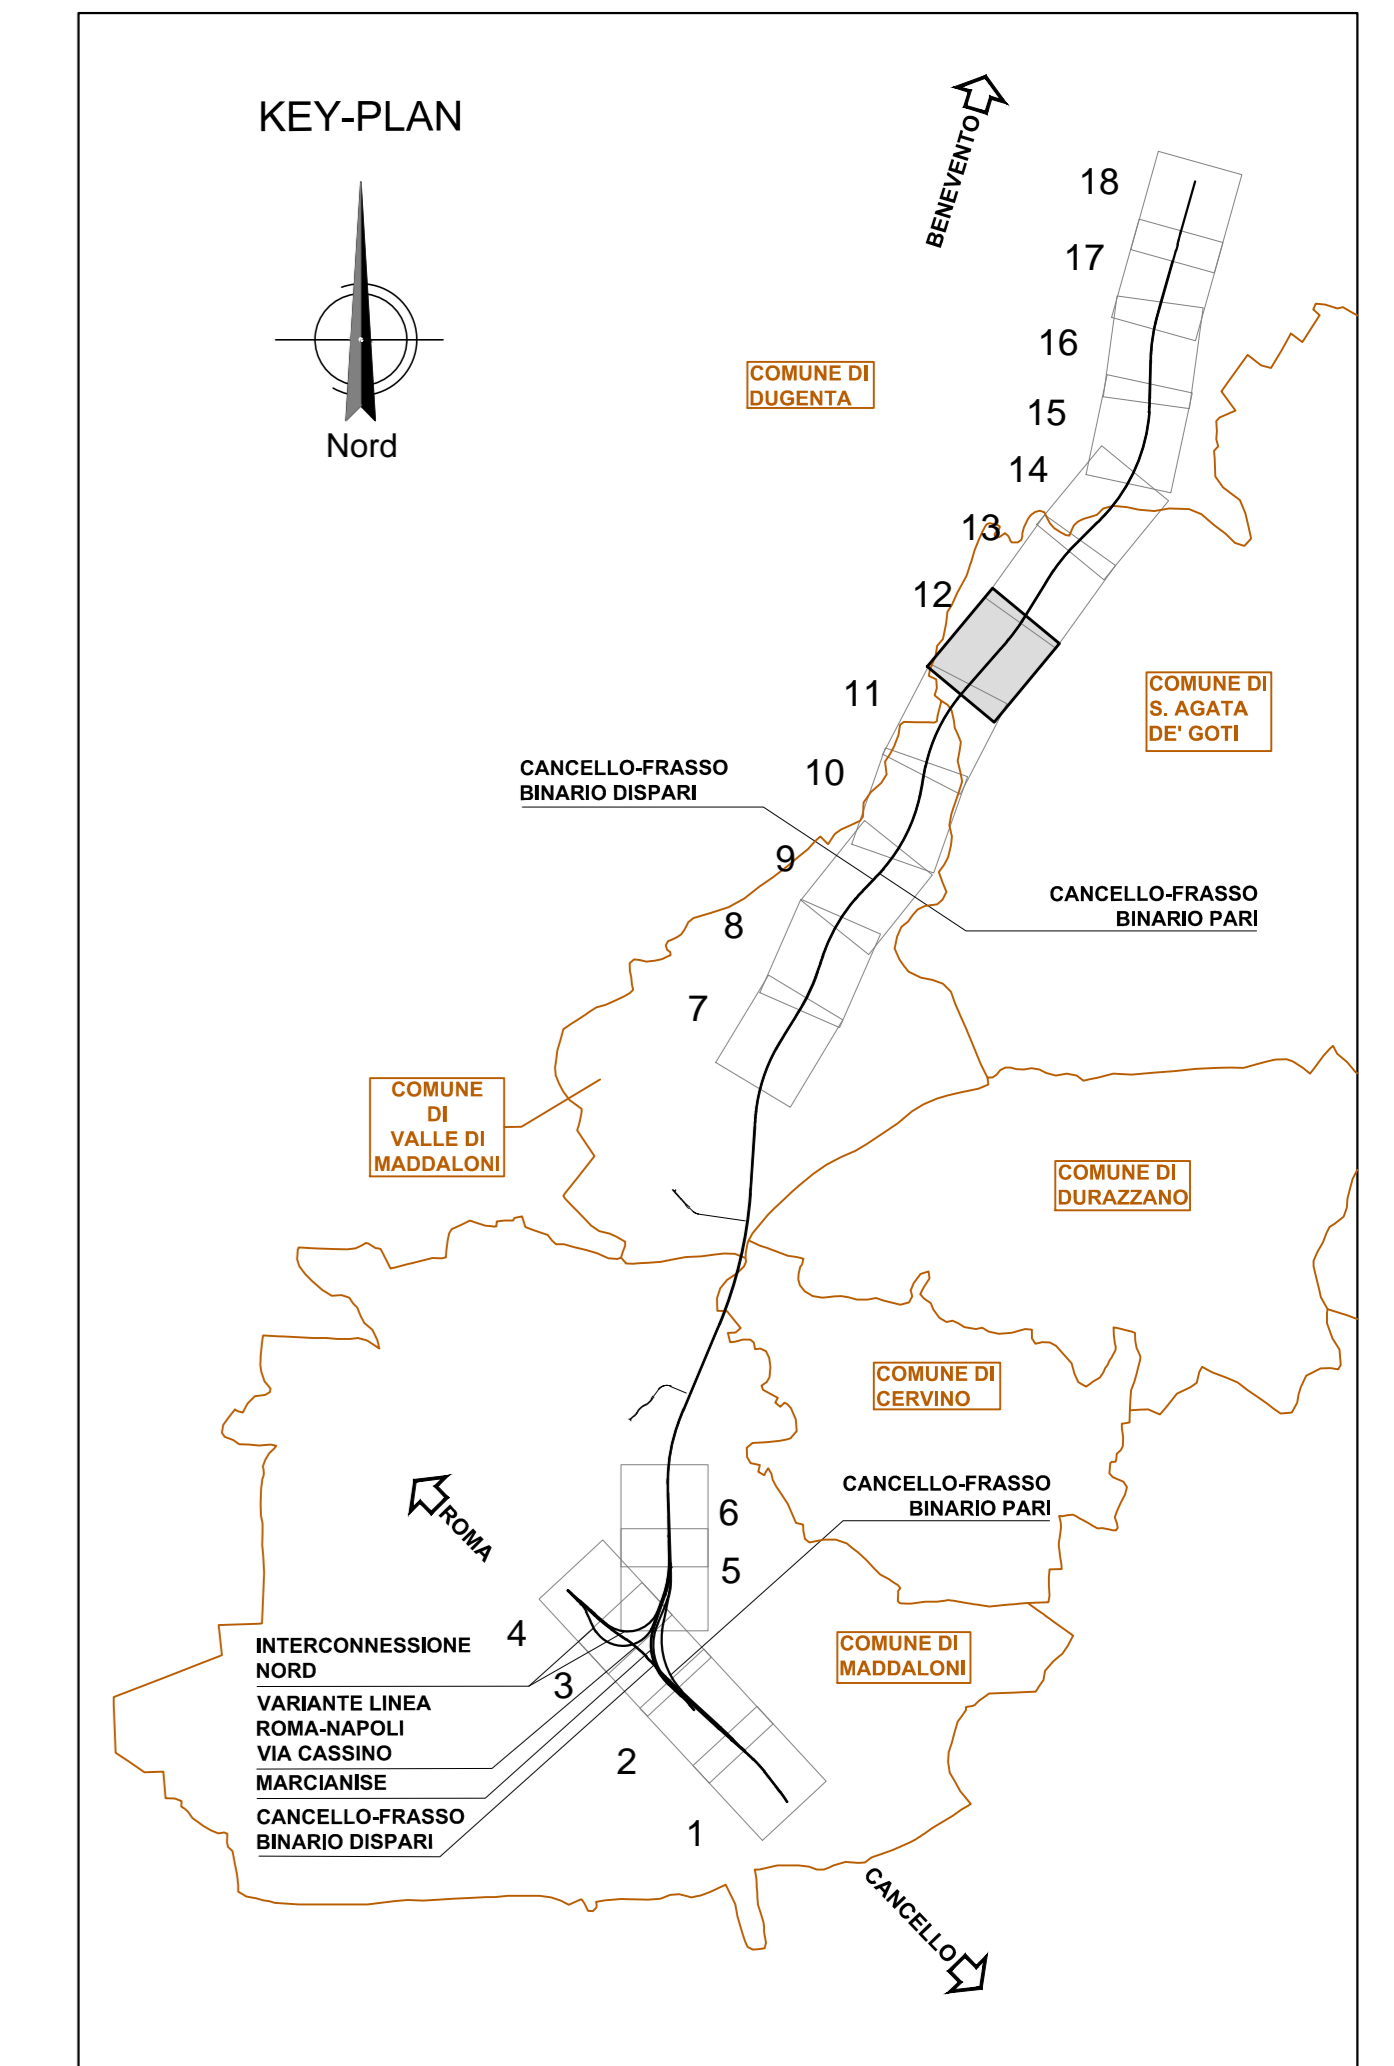 KEY-PLAN
Nord
BENEVENTO
18
17
16
COMUNE DI
DUGENTA
15
14
13
12
11
COMUNE DI
S. AGATA
DE' GOTI
10
CANCELLO-FRASSO
BINARIO DISPARI
9
CANCELLO-FRASSO
BINARIO PARI
8
7
COMUNE
DI
VALLE DI
MADDALONI
COMUNE DI
DURAZZANO
COMUNE DI
CERVINO
ROMA
CANCELLO-FRASSO
BINARIO PARI
6
5
4
3
INTERCONNESSIONE
NORD
VARIANTE LINEA
ROMA-NAPOLI
VIA CASSINO
MARCIANISE
CANCELLO-FRASSO
BINARIO DISPARI
COMUNE DI
MADDALONI
2
1
CANCELLO